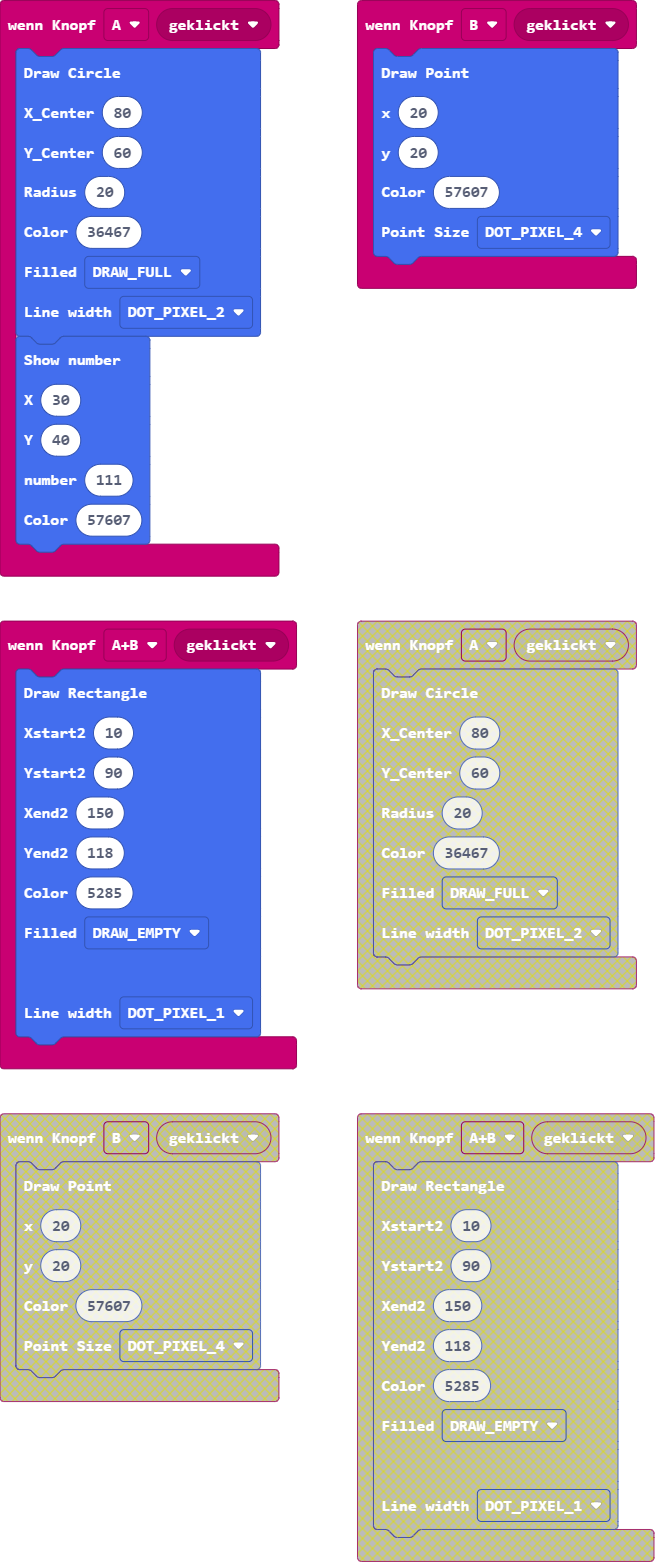 wenn Knopf A geklickt
Draw Circle
X_Center 80
Y_Center 60
Radius 20
Color 36467
Filled DRAW_FULL
Line width DOT_PIXEL_2
Show number
X 30
Y 40
number 111
Color 57607
wenn Knopf B geklickt
Draw Point
x 20
y 20
Color 57607
Point Size DOT_PIXEL_4
wenn Knopf A+B geklickt
Draw Rectangle
Xstart2 10
Ystart2 90
Xend2 150
Yend2 118
Color 5285
Filled DRAW_EMPTY
Line width DOT_PIXEL_1
wenn Knopf A geklickt
Draw Circle
X_Center 80
Y_Center 60
Radius 20
Color 36467
Filled DRAW_FULL
Line width DOT_PIXEL_2
wenn Knopf B geklickt
Draw Point
x 20
y 20
Color 57607
Point Size DOT_PIXEL_4
wenn Knopf A+B geklickt
Draw Rectangle
Xstart2 10
Ystart2 90
Xend2 150
Yend2 118
Color 5285
Filled DRAW_EMPTY
Line width DOT_PIXEL_1